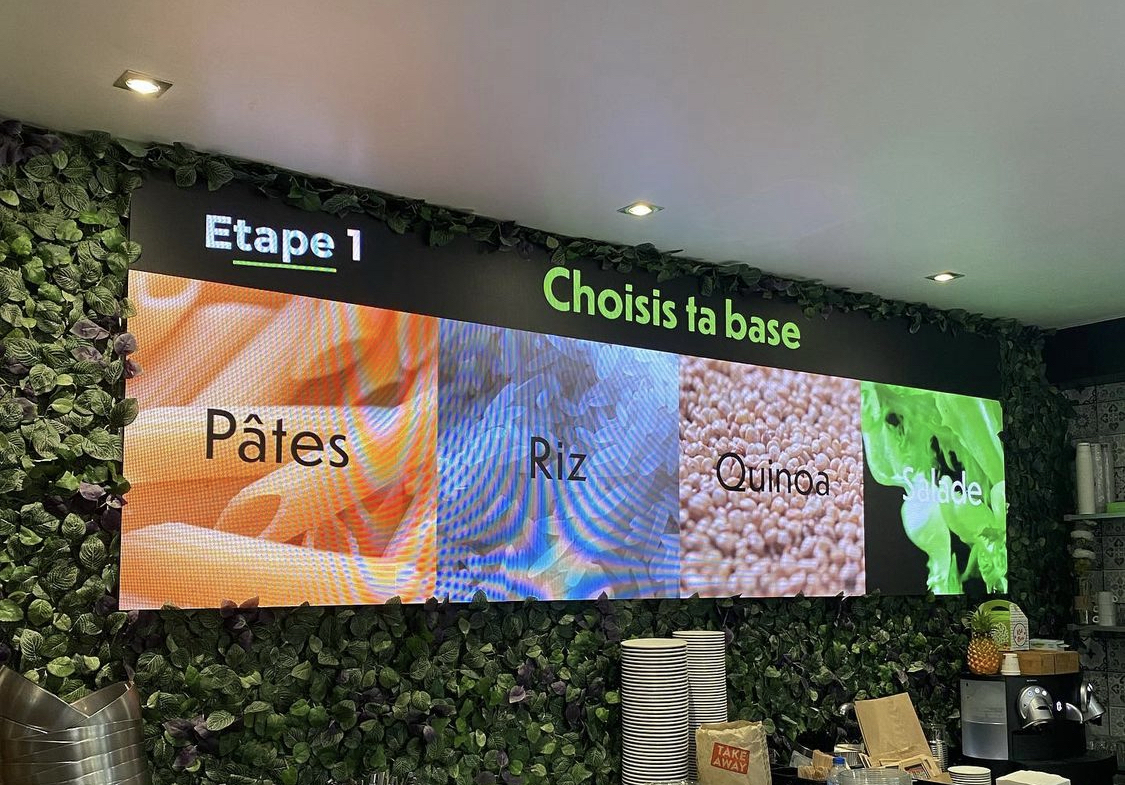 Etape 1
Choisis ta base
Pâtes
Riz
Quinoa
Salade
TAKE
AWAY